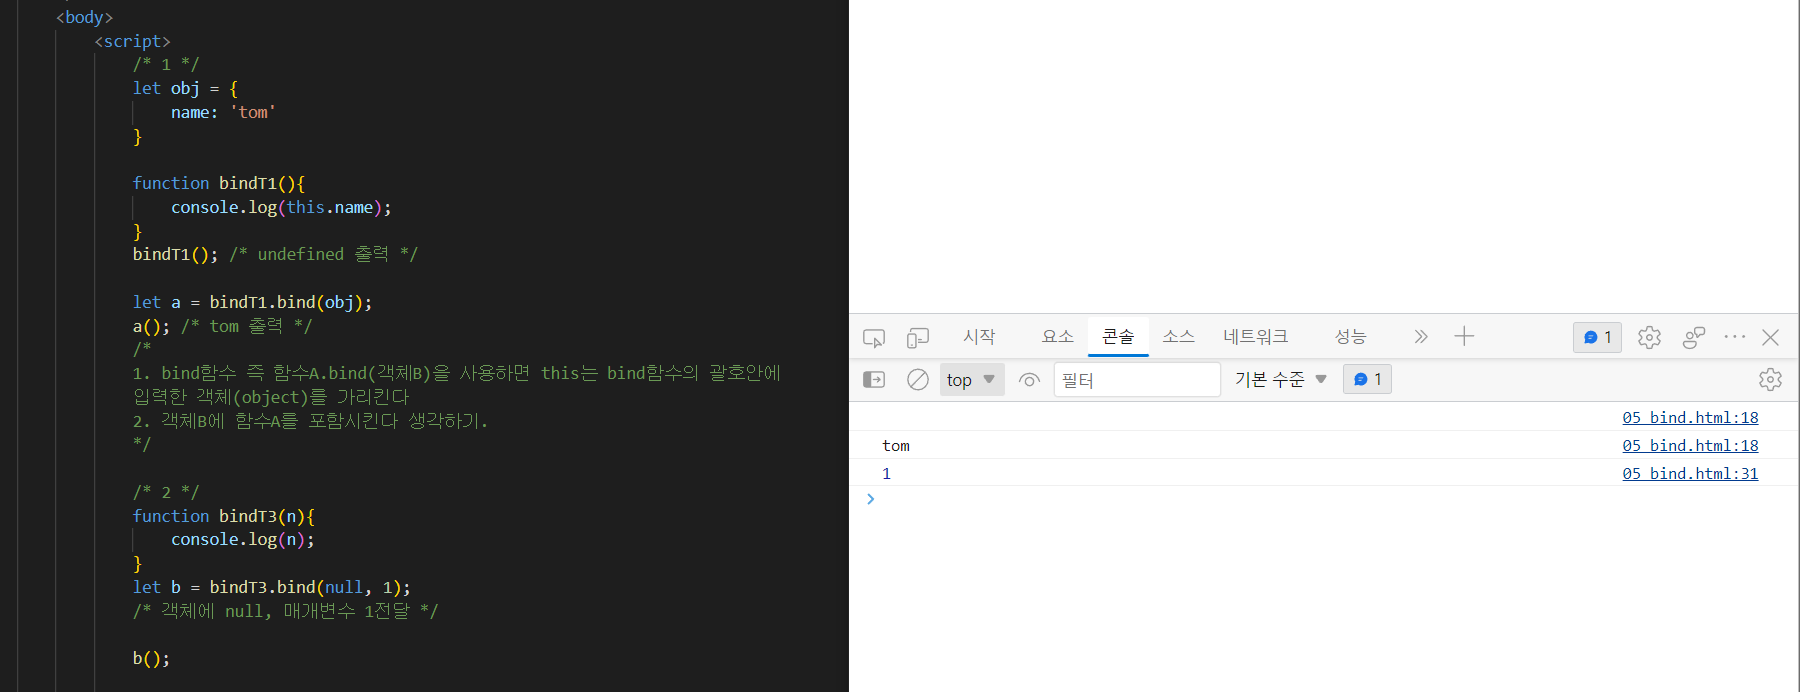 <body>
<script>
/* 1 */
let obj = {
name: 'tom'
}
function bindT1(){
console.log(this.name);
}
bindT1(); /* undefined 출력 */
let a = bindT1.bind(obj);
a(); /* tom 출력 */
/*
1. bind함수 즉 함수A.bind(객체B)을 사용하면 this는 bind함수의 괄호안에
입력한 객체(object)를 가리킨다
2. 객체B에 함수A를 포함시킨다 생각하기.
*/
/* 2 */
function bindT3(n){
console.log(n);
}
let b = bindT3.bind(null, 1);
/* 객체에 null, 매개변수 1전달 */
b();
시작 요소 콘솔 소스 네트워크 성능 1
top 필터 기본 수준 1
05 bind.html:18
tom 05 bind.html:18
1 05 bind.html:31